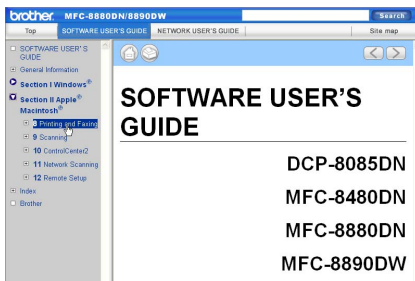 brother. MFC-8880DN/8890DW
Search
Top SOFTWARE USER'S GUIDE NETWORK USER'S GUIDE Site map
SOFTWARE USER'S
GUIDE
General Information
Section I Windows®
Section II Apple
Macintosh®
8 Printing and Faxing
9 Scanning
10 ControlCenter2
11 Network Scanning
12 Remote Setup
Index
Brother
SOFTWARE USER'S
GUIDE
DCP-8085DN
MFC-8480DN
MFC-8880DN
MFC-8890DW